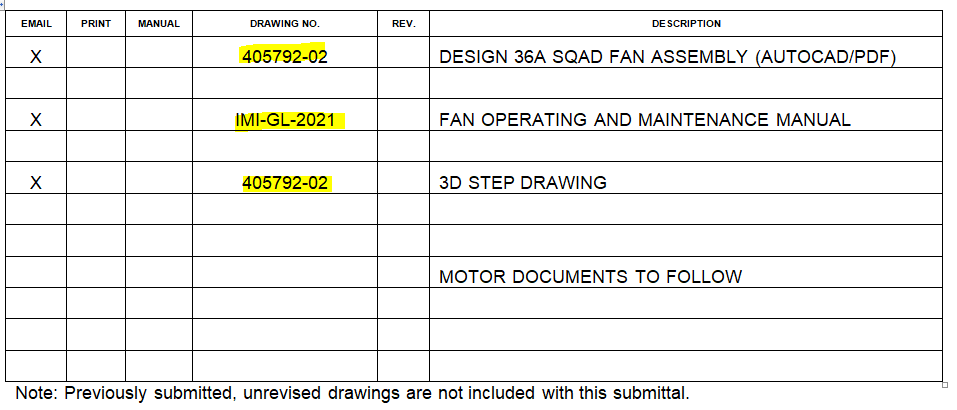 EMAIL PRINT MANUAL DRAWING NO. REV. DESCRIPTION
X 405792-02 DESIGN 36A SQAD FAN ASSEMBLY (AUTOCAD/PDF)
X IMI-GL-2021 FAN OPERATING AND MAINTENANCE MANUAL
X 405792-02 3D STEP DRAWING
MOTOR DOCUMENTS TO FOLLOW
Note: Previously submitted, unrevised drawings are not included with this submittal.